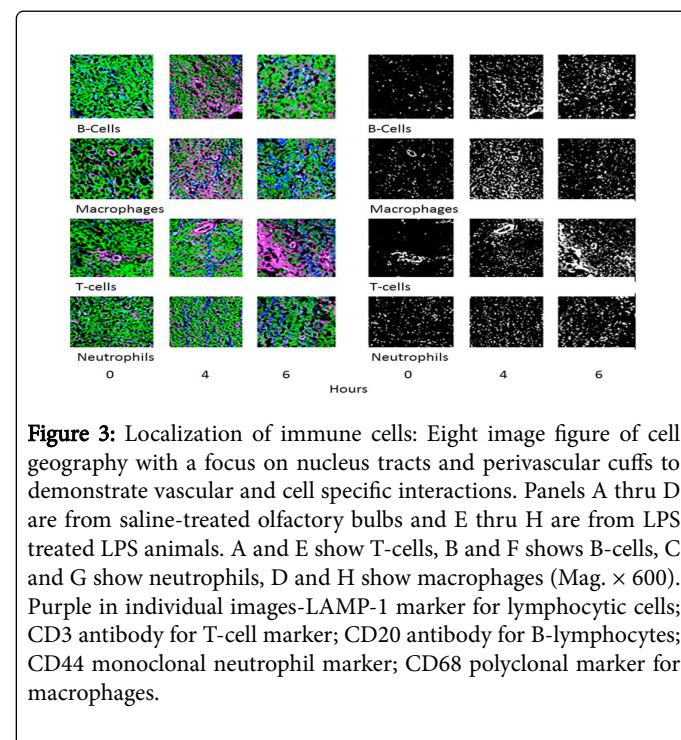 B-Cells B-Cells
Macrophages Macrophages
T-cells T-cells
Neutrophils Neutrophils
0 4 6 0 4 6
Hours
Figure 3: Localization of immune cells: Eight image figure of cell
geography with a focus on nucleus tracts and perivascular cuffs to
demonstrate vascular and cell specific interactions. Panels A thru D
are from saline-treated olfactory bulbs and E thru H are from LPS
treated LPS animals. A and E show T-cells, B and F shows B-cells, C
and G show neutrophils, D and H show macrophages (Mag. × 600).
Purple in individual images-LAMP-1 marker for lymphocytic cells;
CD3 antibody for T-cell marker; CD20 antibody for B-lymphocytes;
CD44 monoclonal neutrophil marker; CD68 polyclonal marker for
macrophages.